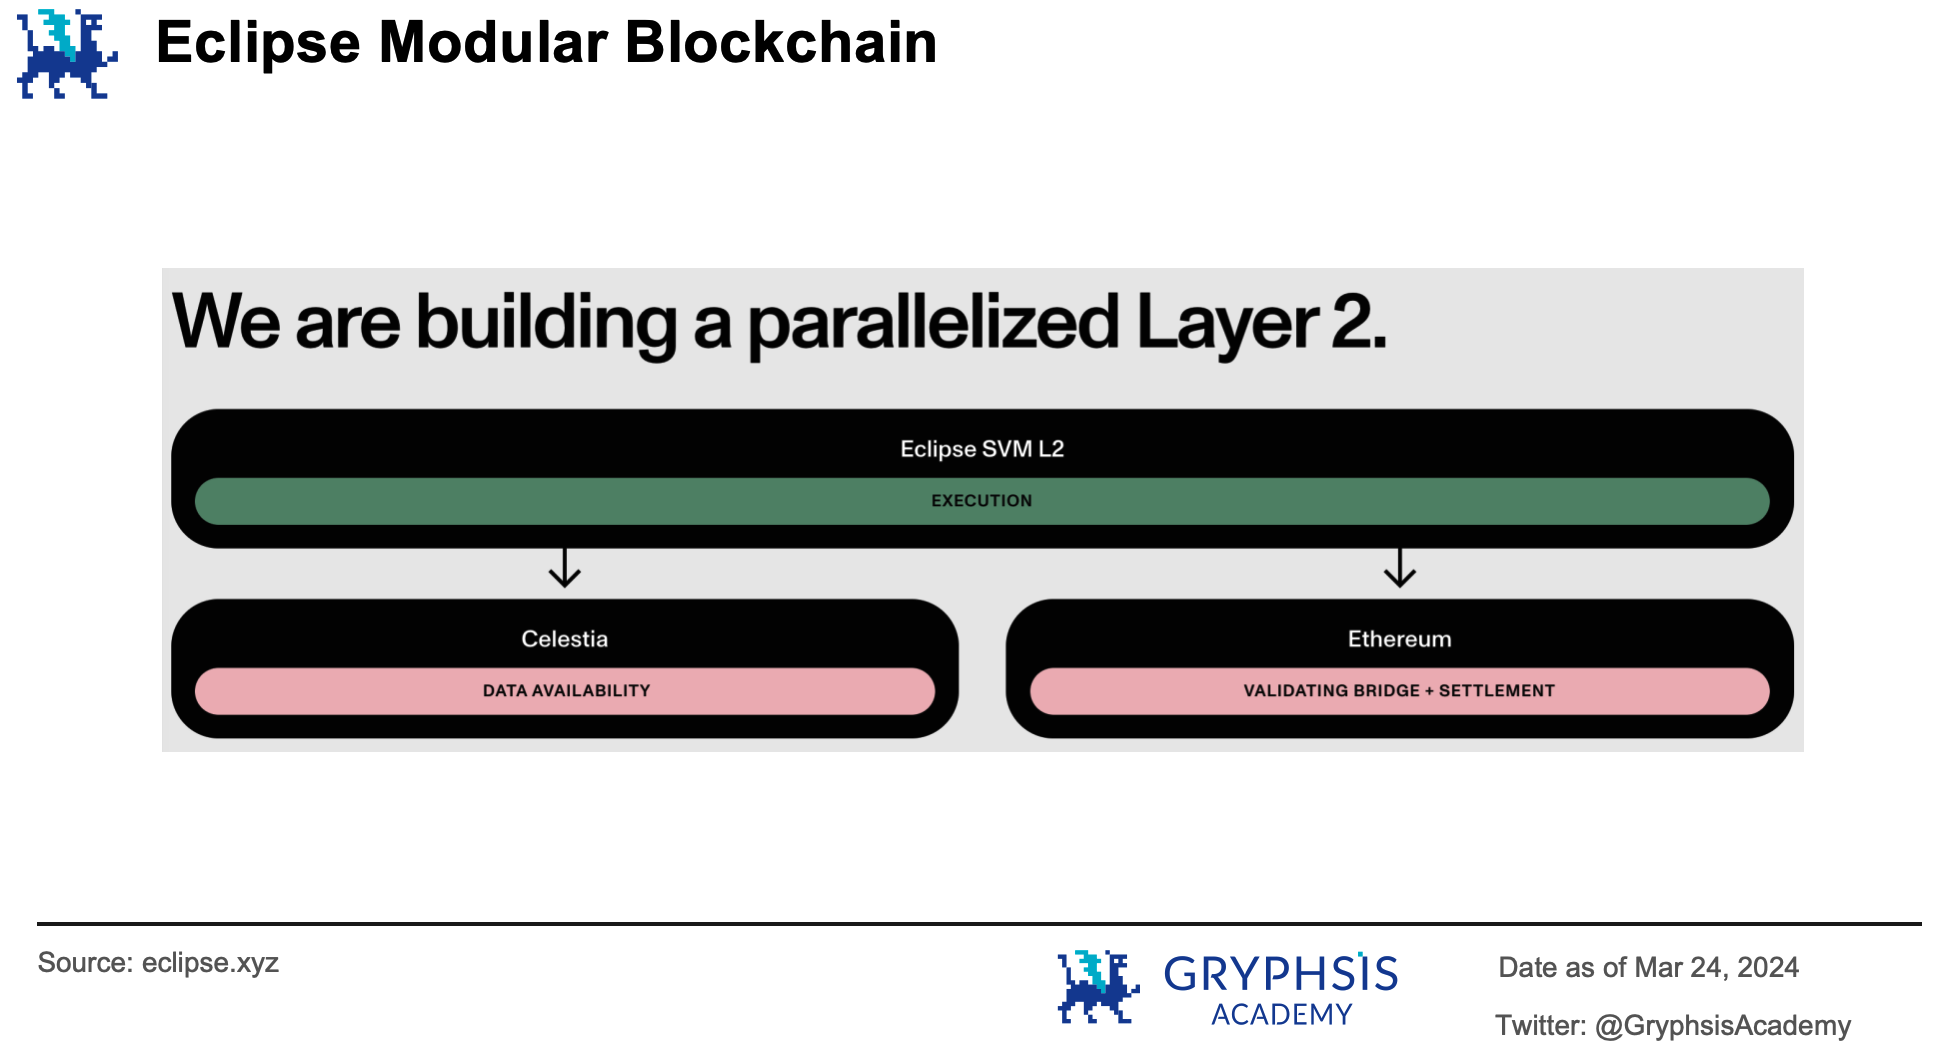 Eclipse Modular Blockchain
We are building a parallelized Layer 2.
Eclipse SVM L2
EXECUTION
Celestia
DATA AVAILABILITY
Ethereum
VALIDATING BRIDGE + SETTLEMENT
Source: eclipse.xyz
GRYPHSIS
ACADEMY
Date as of Mar 24, 2024
Twitter: @GryphsisAcademy